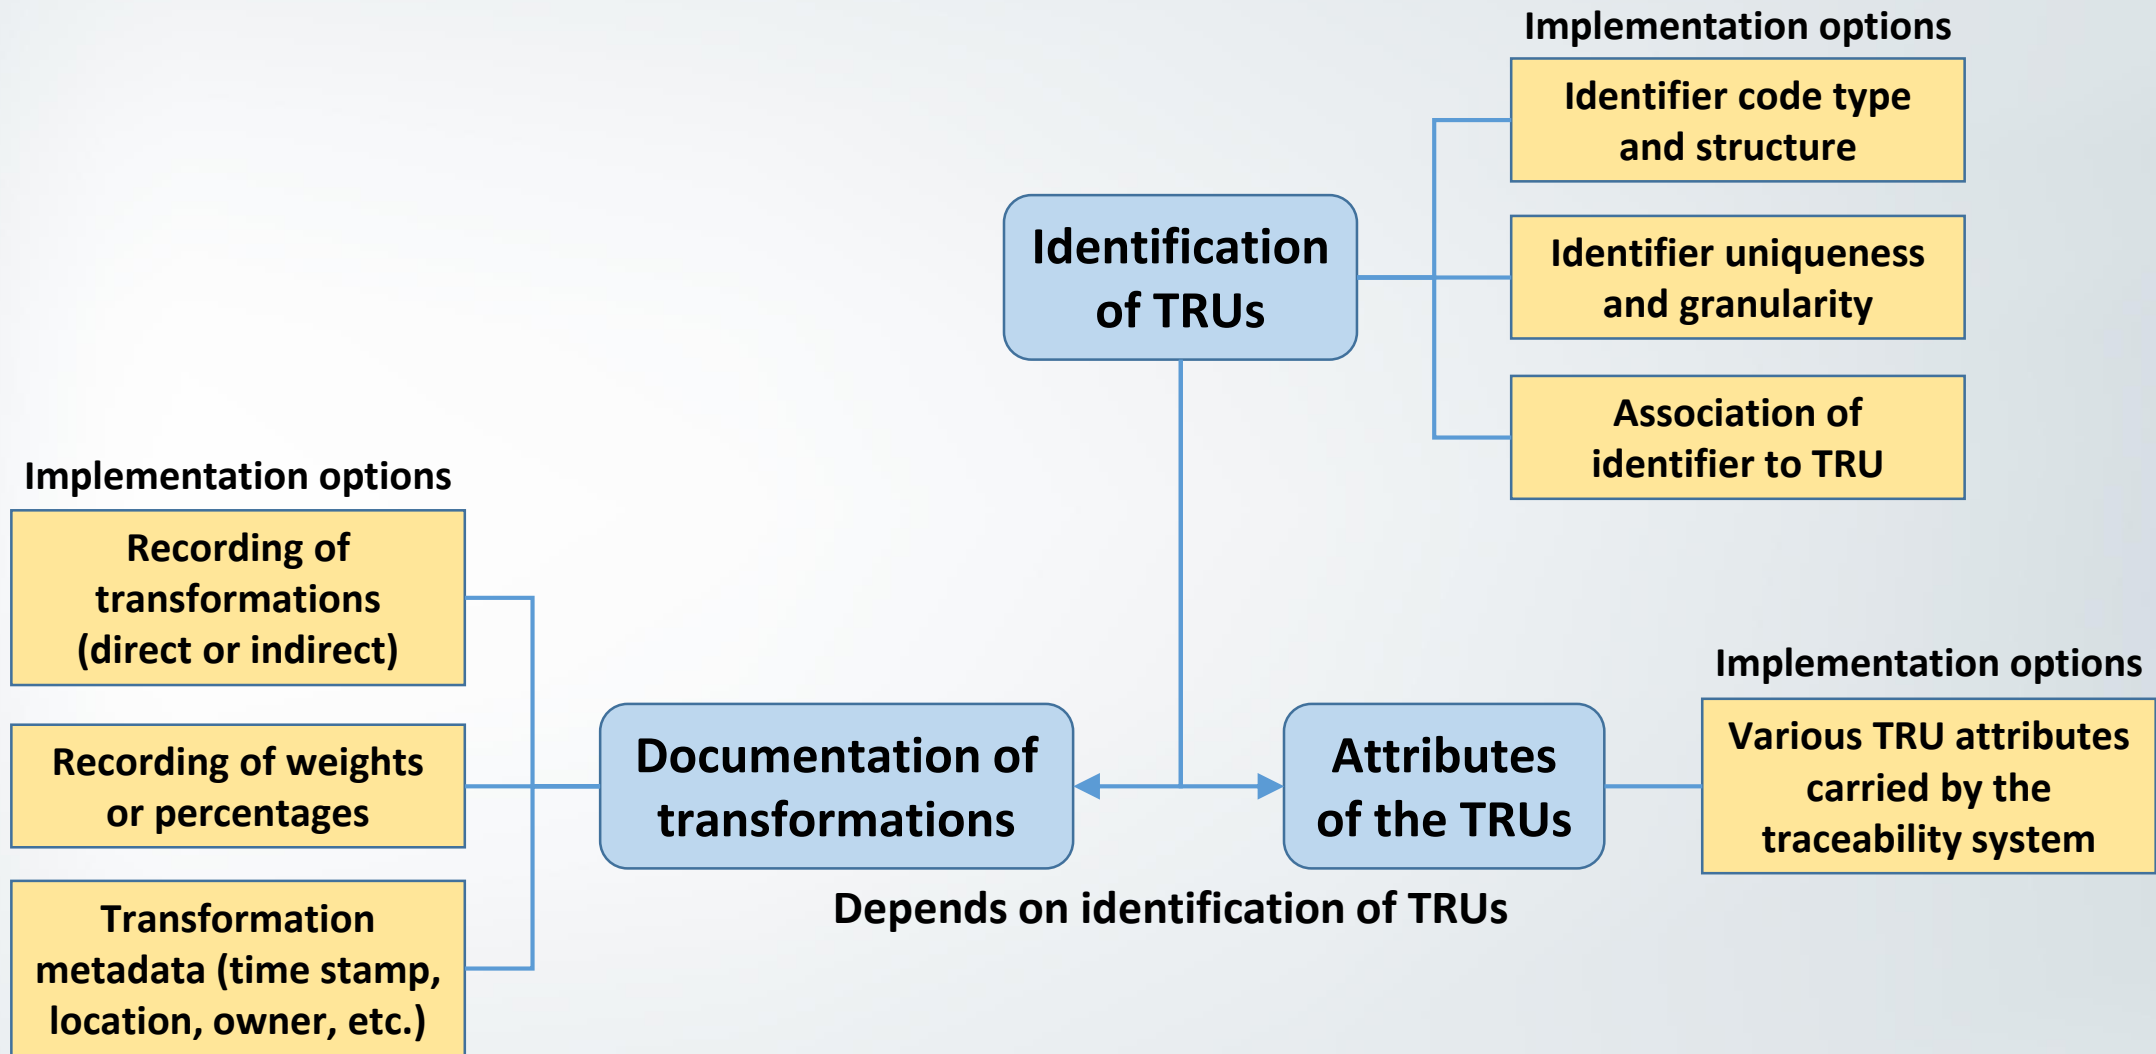 Implementation options
Identifier code type
and structure
Identification
of TRUs
Identifier uniqueness
and granularity
Association of
identifier to TRU
Implementation options
Recording of
transformations
(direct or indirect)
Recording of weights
or percentages
Transformation
metadata (time stamp,
location, owner, etc.)
Documentation of
transformations
Attributes
of the TRUs
Depends on identification of TRUs
Implementation options
Various TRU attributes
carried by the
traceability system